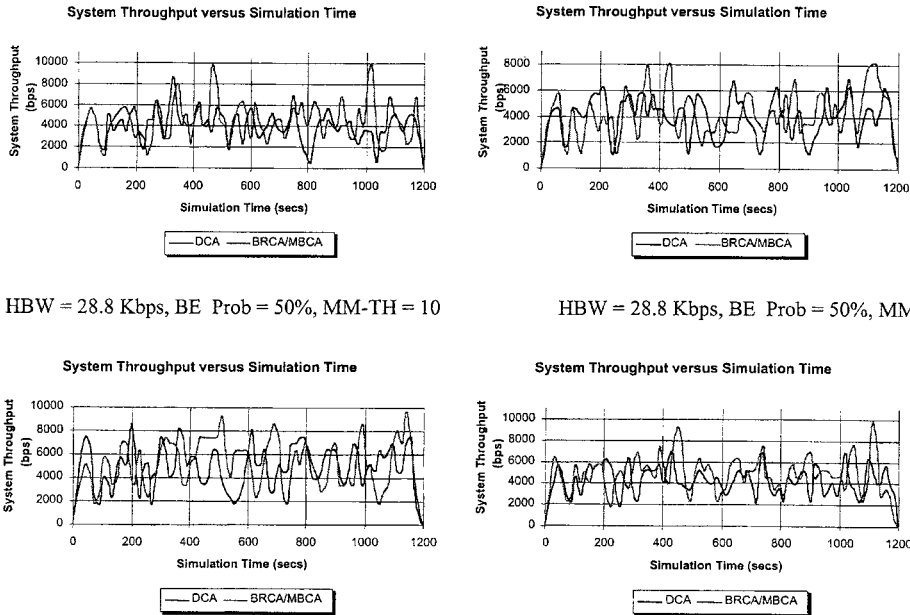 System Throughput versus Simulation Time
System Throughput
(bps)
10000
8000
6000
4000
2000
0
0 200 400 600 800 1000 1200
Simulation Time (secs)
DCA BRCA/MBCA
System Throughput versus Simulation Time
System Throughput
(bps)
8000
6000
4000
2000
0
0 200 400 600 800 1000 1200
Simulation Time (secs)
DCA BRCA/MBCA
HBW = 28.8 Kbps, BE Prob = 50%, MM-TH = 10
HBW = 28.8 Kbps, BE Prob = 50%, MM
System Throughput versus Simulation Time
System Throughput
(bps)
10000
8000
6000
4000
2000
0
0 200 400 600 800 1000 1200
Simulation Time (secs)
DCA BRCA/MBCA
System Throughput versus Simulation Time
System Throughput
(bps)
10000
8000
6000
4000
2000
0
0 200 400 600 800 1000 1200
Simulation Time (secs)
DCA BRCA/MBCA